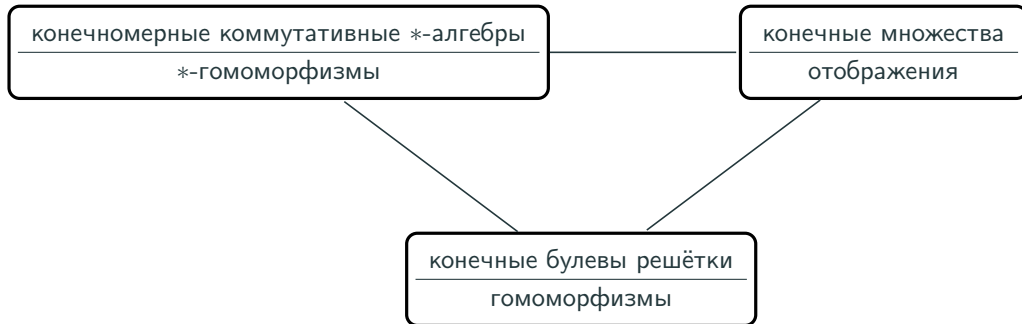 конечномерные коммутативные *-алгебры
*-гомоморфизмы
конечные множества
отображения
конечные булевы решётки
гомоморфизмы